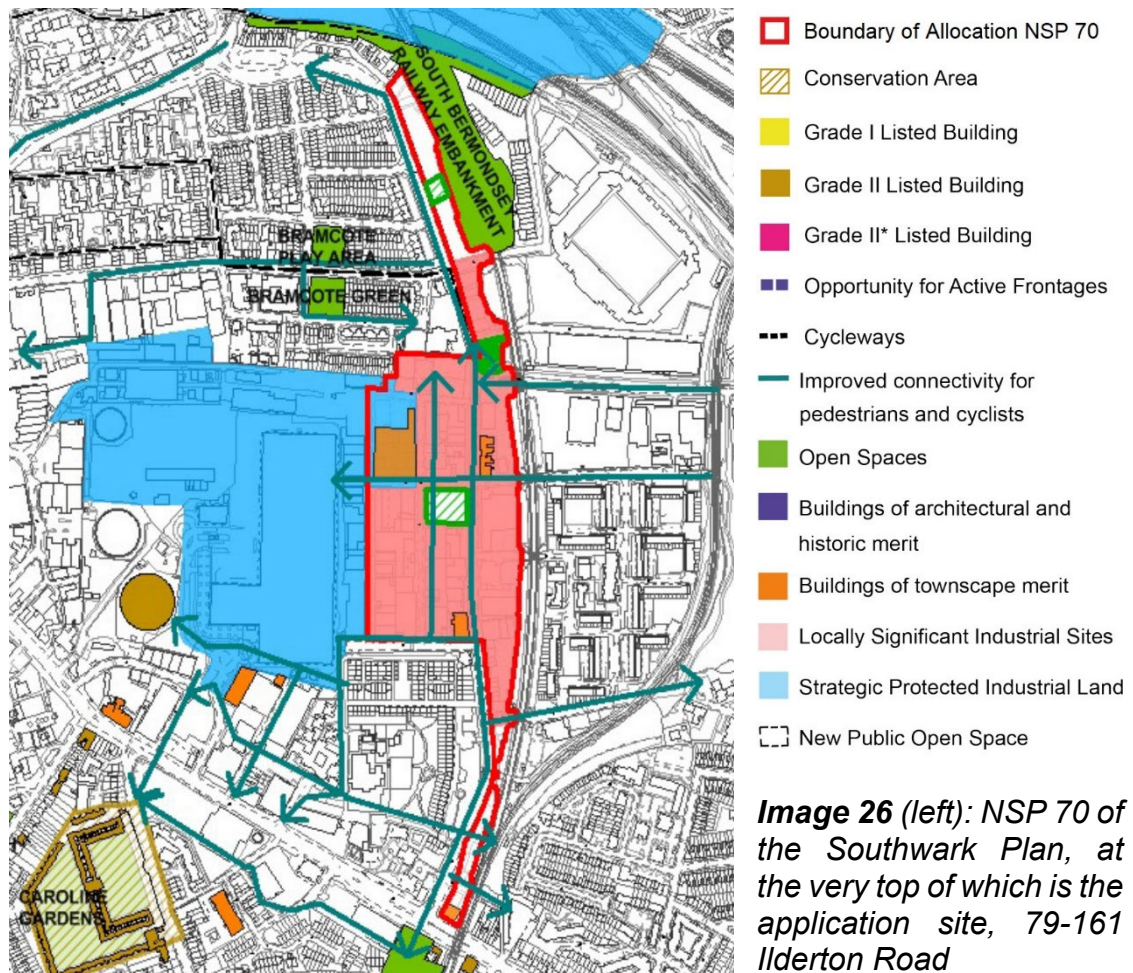 SOUTH BERMONDSEY
RAILWAY EMBANKMENT
BRAMCOTE
PLAY AREA
BRAMCOTE GREEN
CAROLINE
GARDENS
Boundary of Allocation NSP 70
Conservation Area
Grade I Listed Building
Grade II Listed Building
Grade II* Listed Building
Opportunity for Active Frontages
Cycleways
Improved connectivity for
pedestrians and cyclists
Open Spaces
Buildings of architectural and
historic merit
Buildings of townscape merit
Locally Significant Industrial Sites
Strategic Protected Industrial Land
New Public Open Space
Image 26 (left): NSP 70 of
the Southwark Plan, at
the very top of which is the
application site, 79-161
Ilderton Road